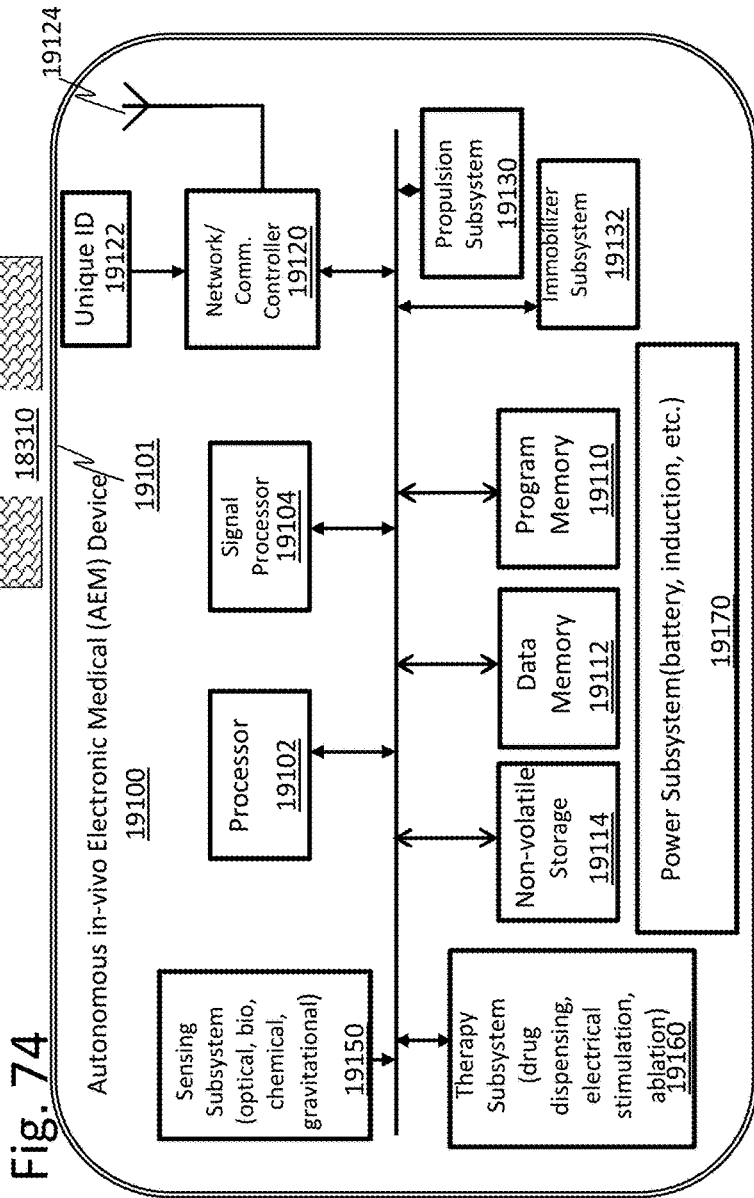 Fig. 74
18310
19124
Autonomous in-vivo Electronic Medical (AEM) Device
19100
19101
Sensing
Subsystem
(optical, bio,
chemical,
gravitational)
19150
Processor
19102
Signal
Processor
19104
Unique ID
19122
Network/
Comm.
Controller
19120
Therapy
Subsystem
(drug
dispensing,
electrical
stimulation,
ablation)
19160
Non-volatile
Storage
19114
Data
Memory
19112
Program
Memory
19110
Propulsion
Subsystem
19130
Immobilizer
Subsystem
19132
Power Subsystem(battery, induction, etc.)
19170